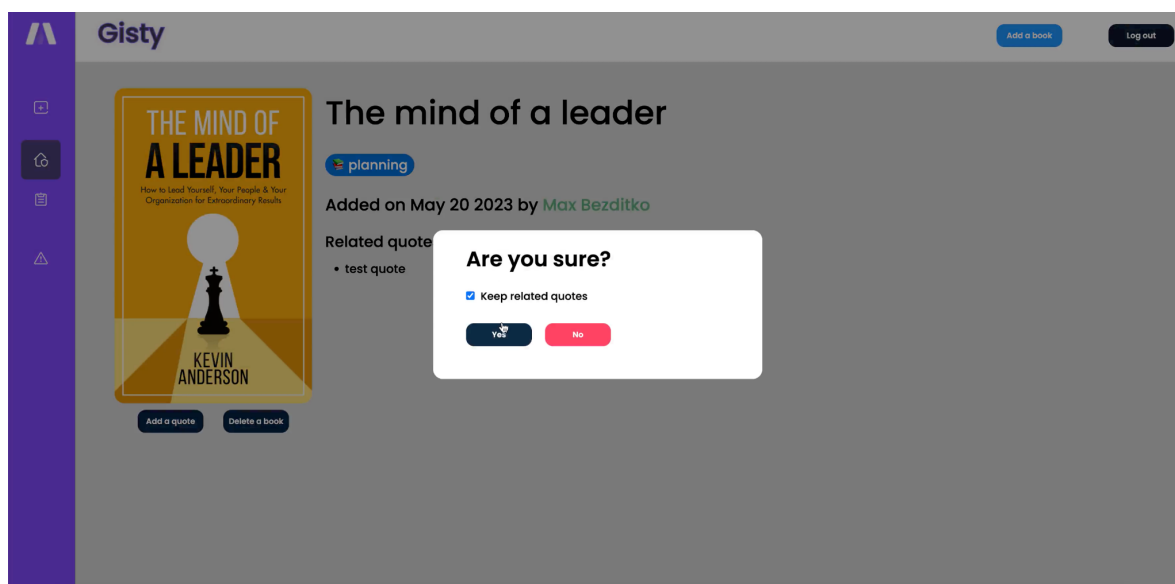 Gisty
Add a book
Log out
THE MIND OF
A LEADER
How to Lead Yourself, Your People & Your
Organization for Extraordinary Results
KEVIN
ANDERSON
Add a quote
Delete a book
The mind of a leader
planning
Added on May 20 2023 by Max Bezditko
Related quote
• test quote
Are you sure?
Keep related quotes
Yes
No